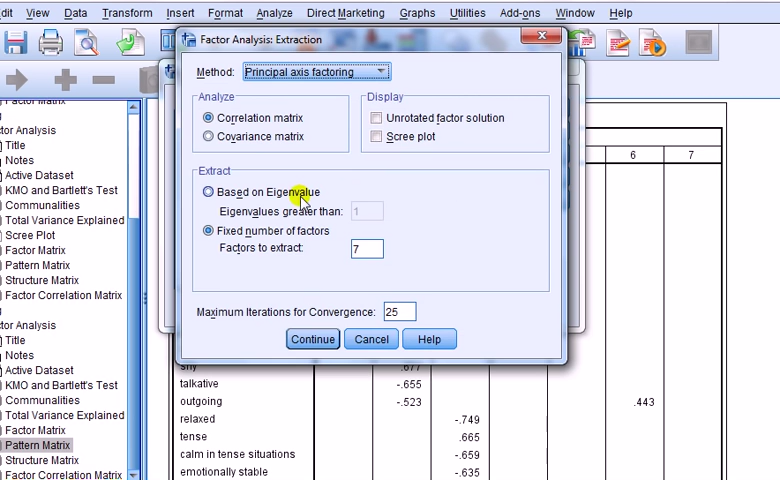 dit View Data Transform Insert Format Analyze Direct Marketing Graphs Utilities Add-ons Window Help
Factor Analysis: Extraction
Method: Principal axis factoring
Analyze
Correlation matrix
Covariance matrix
Display
Unrotated factor solution
Scree plot
Extract
Based on Eigenvalue
Eigenvalues greater than: 1
Fixed number of factors
Factors to extract: 7
Maximum Iterations for Convergence: 25
Continue Cancel Help
Factor Matrix
ctor Analysis
Title
Notes
Active Dataset
KMO and Bartlett's Test
Communalities
Total Variance Explained
Scree Plot
Factor Matrix
Pattern Matrix
Structure Matrix
Factor Correlation Matrix
g
ctor Analysis
Title
Notes
Active Dataset
KMO and Bartlett's Test
Communalities
Total Variance Explained
Factor Matrix
Pattern Matrix
Structure Matrix
Factor Correlation Matrix
6 7
shy .677
talkative -.655
outgoing -.523 .443
relaxed -.749
tense .665
calm in tense situations -.659
emotionally stable -.635